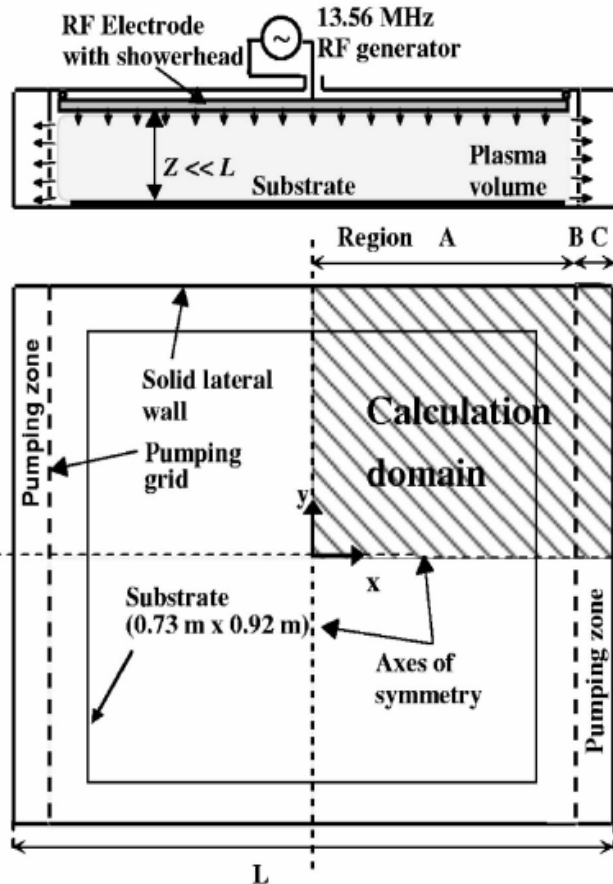 RF Electrode
with showerhead
~
13.56 MHz
RF generator
Z << L
Substrate
Plasma
volume
Region A B C
Pumping zone
Solid lateral
wall
Pumping
grid
Calculation
domain
y
x
Substrate
(0.73 m x 0.92 m)
Axes of
symmetry
Pumping zone
L